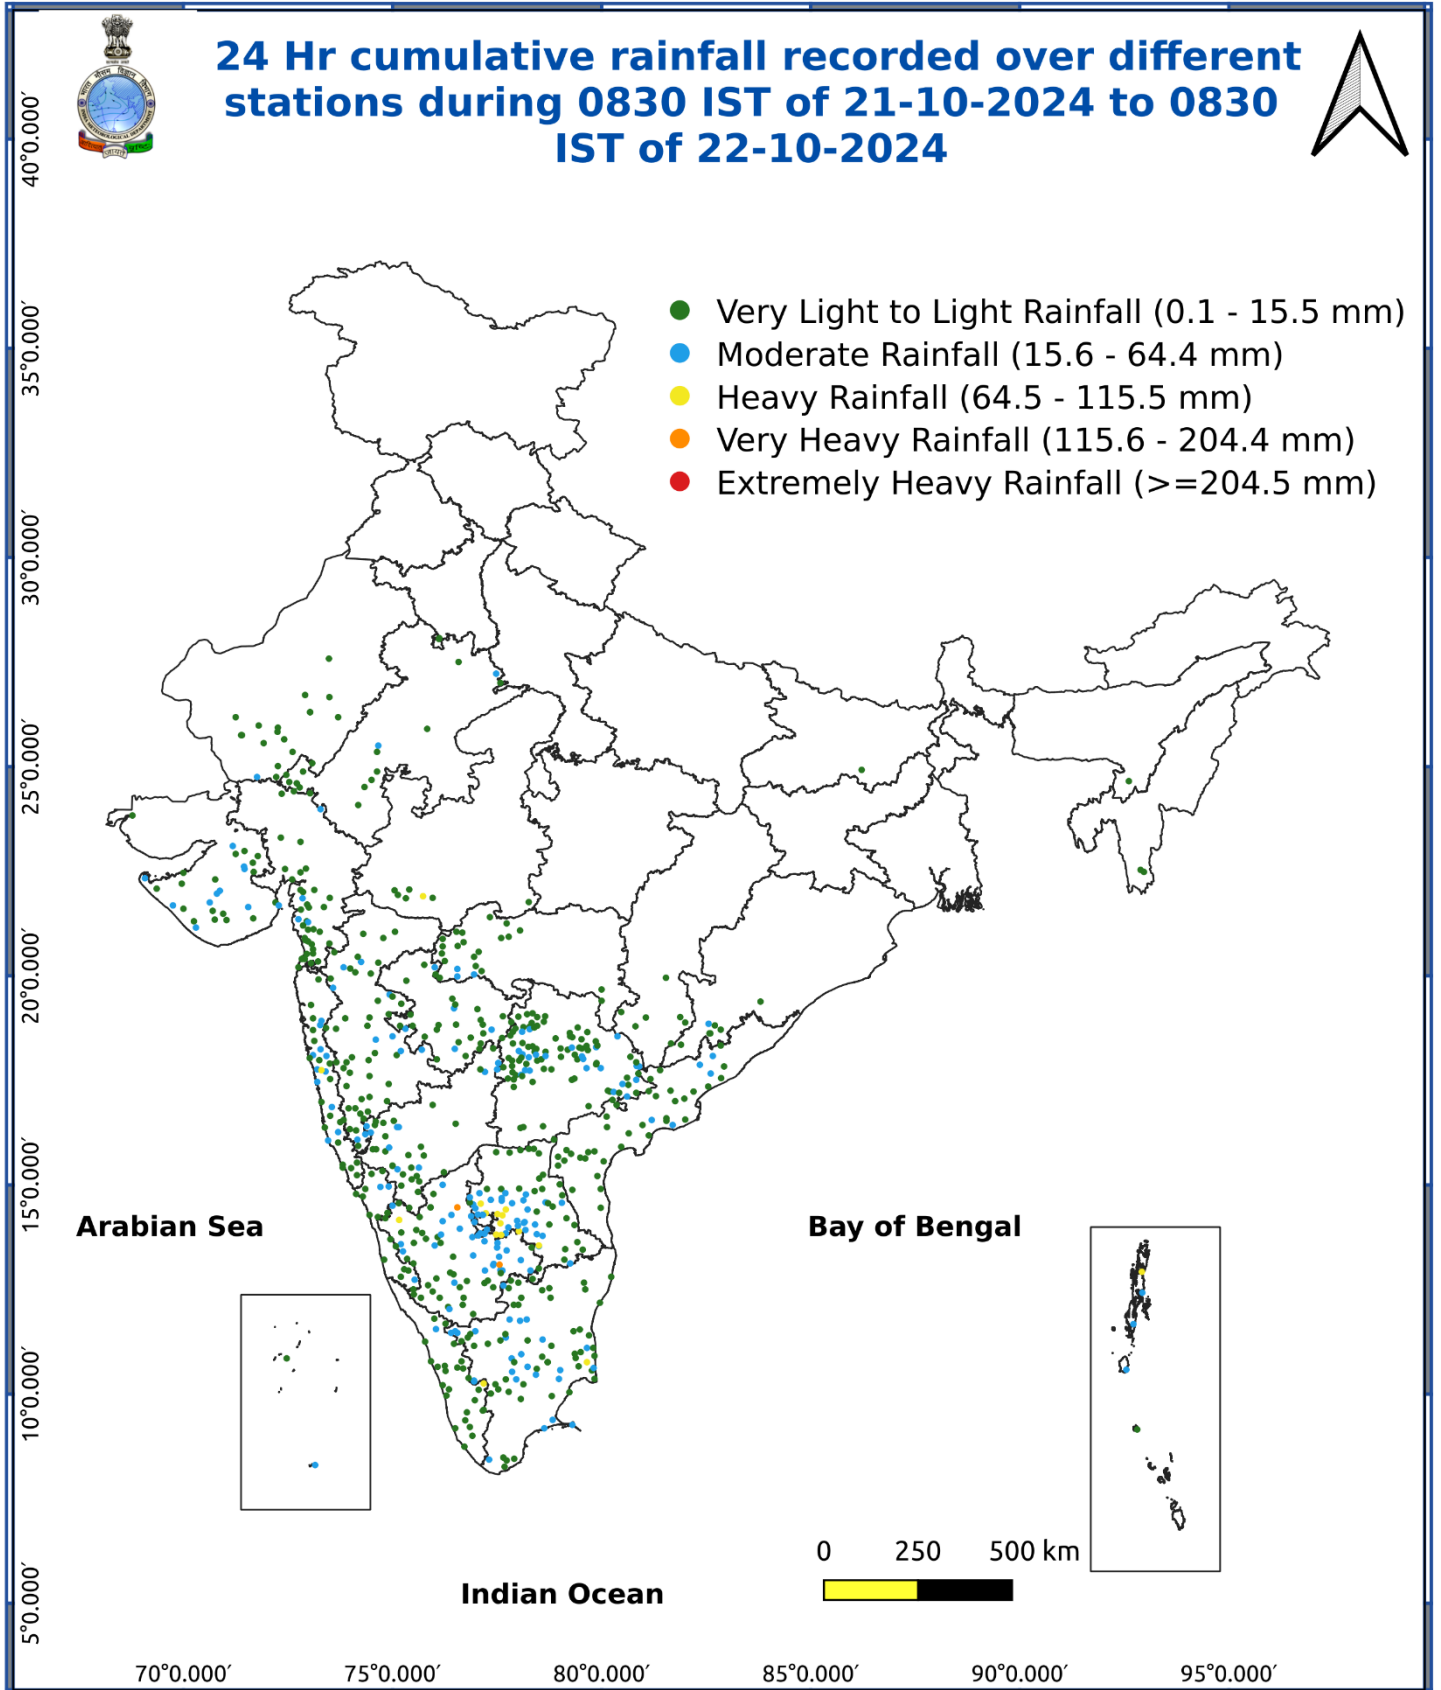 24 Hr cumulative rainfall recorded over different
stations during 0830 IST of 21-10-2024 to 0830
IST of 22-10-2024
Very Light to Light Rainfall (0.1 - 15.5 mm)
Moderate Rainfall (15.6 - 64.4 mm)
Heavy Rainfall (64.5 - 115.5 mm)
Very Heavy Rainfall (115.6 - 204.4 mm)
Extremely Heavy Rainfall (>=204.5 mm)
40°0.000′
35°0.000′
30°0.000′
25°0.000′
20°0.000′
15°0.000′
10°0.000′
5°0.000′
Arabian Sea
Bay of Bengal
Indian Ocean
0 250 500 km
70°0.000′ 75°0.000′ 80°0.000′ 85°0.000′ 90°0.000′ 95°0.000′